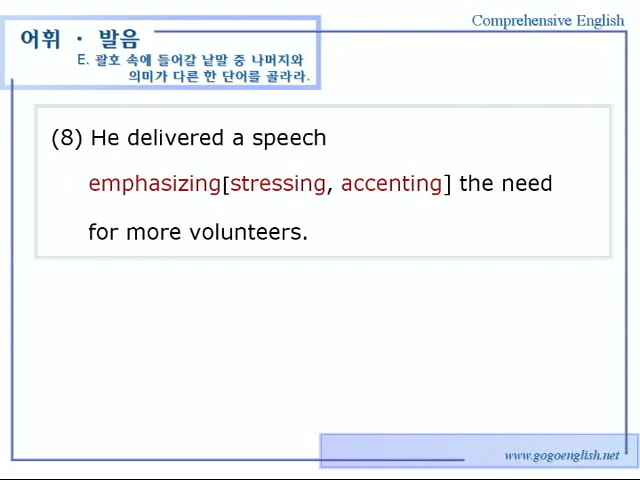 Comprehensive English
어휘 · 발음
E. 괄호 속에 들어갈 낱말 중 나머지와
의미가 다른 한 단어를 골라라.
(8) He delivered a speech
emphasizing[stressing, accenting] the need
for more volunteers.
www.gogoenglish.net